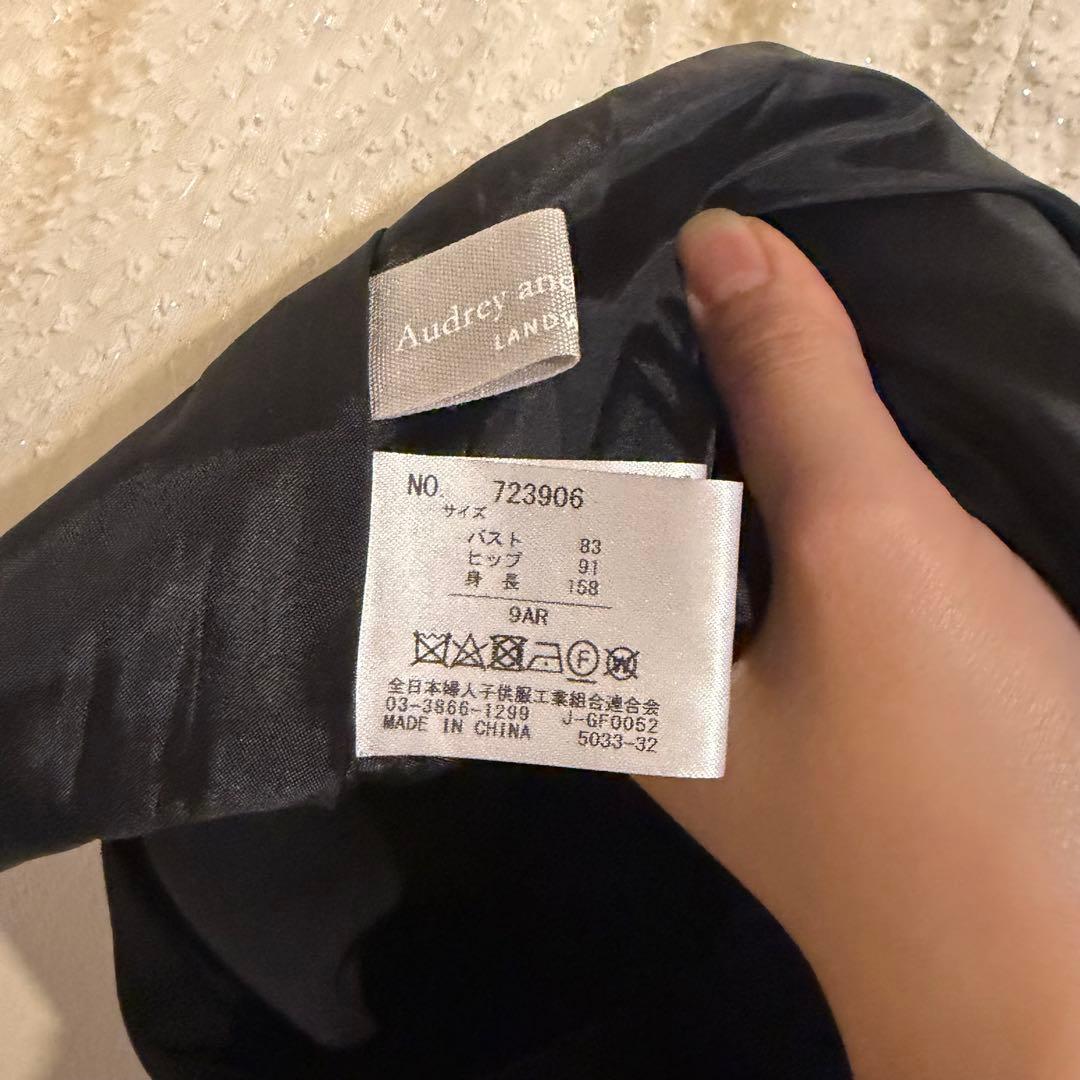 Audrey and
LANDW
NO. 723906
サイズ
バスト 83
ヒップ 91
身長 158
9AR
F W
全日本婦人子供服工業組合連合会
03-3866-1299 J-GF0052
MADE IN CHINA 5033-32